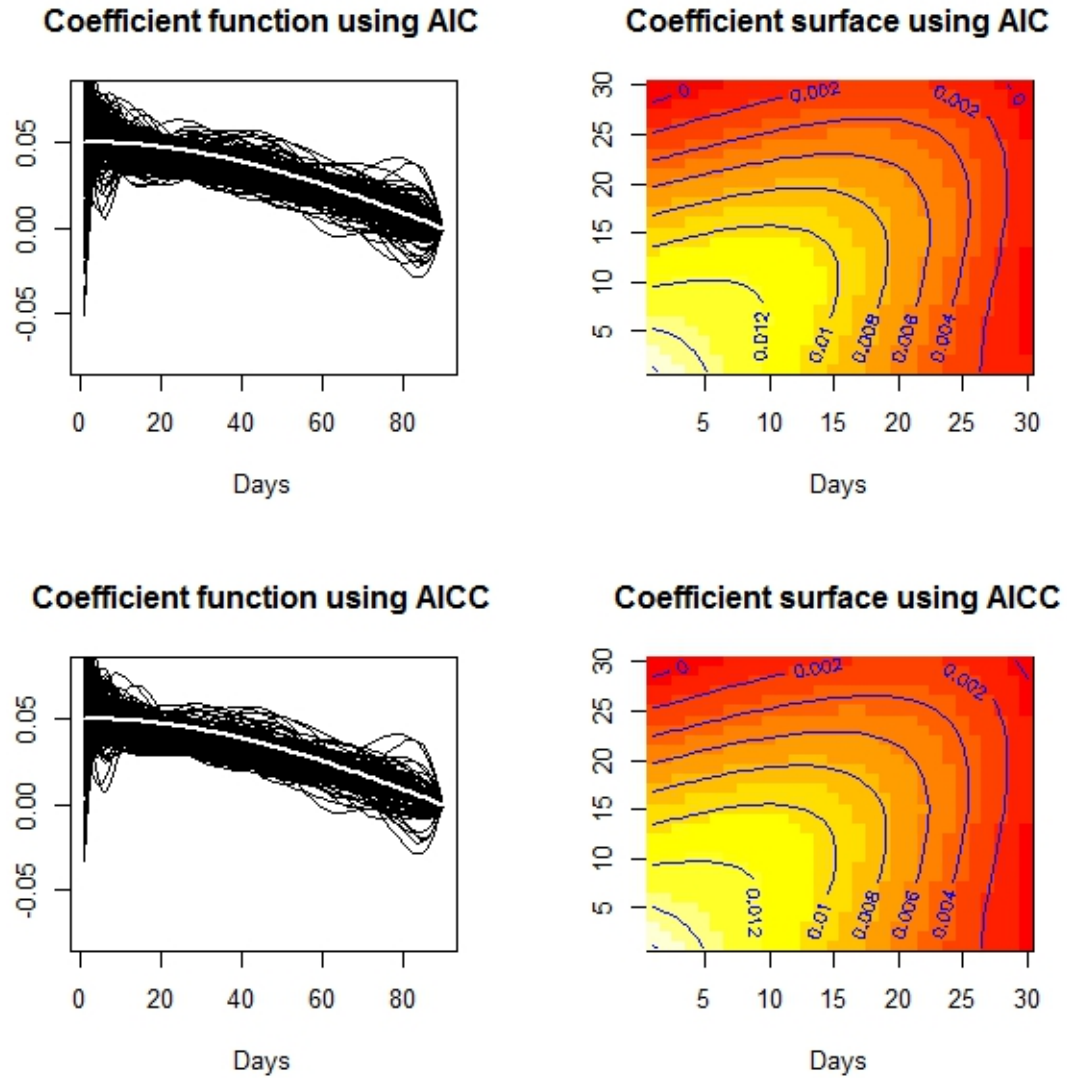 Coefficient function using AIC
0.05
0.00
-0.05
0 20 40 60 80
Days
Coefficient surface using AIC
30
25
20
15
10
5
0
0.002
0.002
0
0.012
0.01
0.008
0.006
0.004
5 10 15 20 25 30
Days
Coefficient function using AICC
0.05
0.00
-0.05
0 20 40 60 80
Days
Coefficient surface using AICC
30
25
20
15
10
5
0
0.002
0.002
0.012
0.01
0.008
0.006
0.004
5 10 15 20 25 30
Days